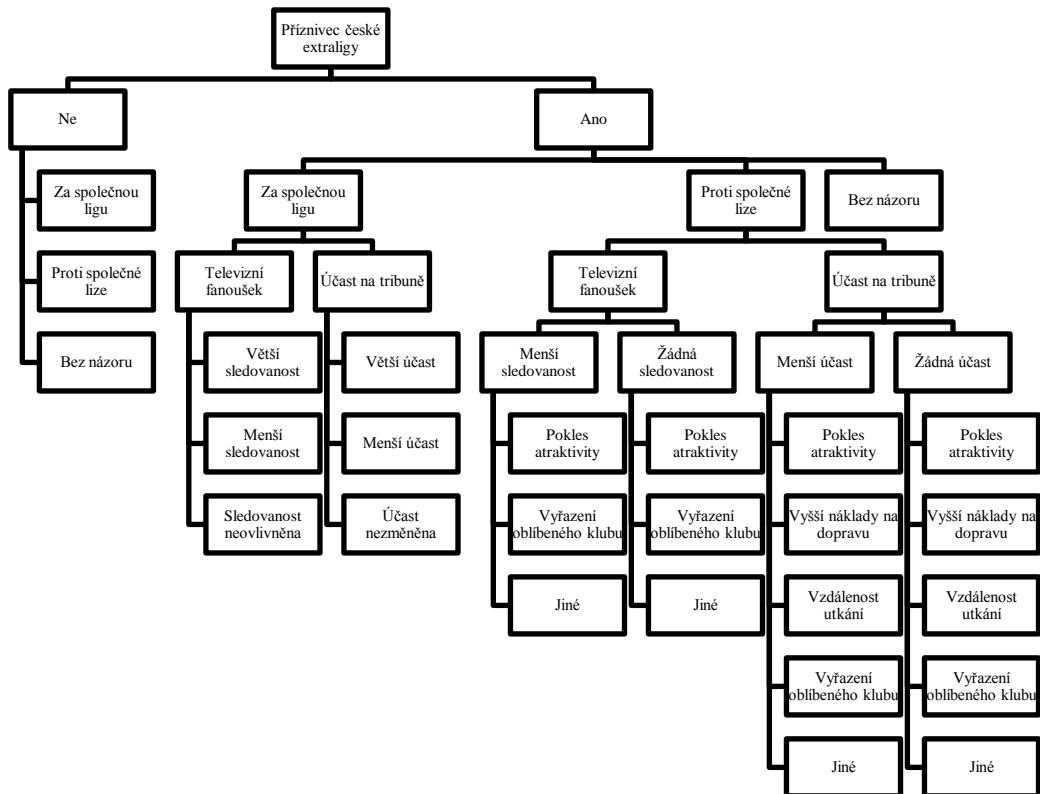 Příznivec české
extraligy
Ne
Ano
Za společnou
ligu
Proti společné
lize
Bez názoru
Za společnou
ligu
Proti společné
lize
Bez názoru
Televizní
fanoušek
Účast na tribuně
Televizní
fanoušek
Účast na tribuně
Větší
sledovanost
Menší
sledovanost
Sledovanost
neovlivněna
Větší účast
Menší účast
Účast
nezměněna
Menší
sledovanost
Pokles
atraktivity
Vyřazení
oblíbeného klubu
Jiné
Žádná
sledovanost
Pokles
atraktivity
Vyřazení
oblíbeného klubu
Jiné
Menší účast
Pokles
atraktivity
Vyšší náklady na
dopravu
Vzdálenost
utkání
Vyřazení
oblíbeného klubu
Jiné
Žádná účast
Pokles
atraktivity
Vyšší náklady na
dopravu
Vzdálenost
utkání
Vyřazení
oblíbeného klubu
Jiné